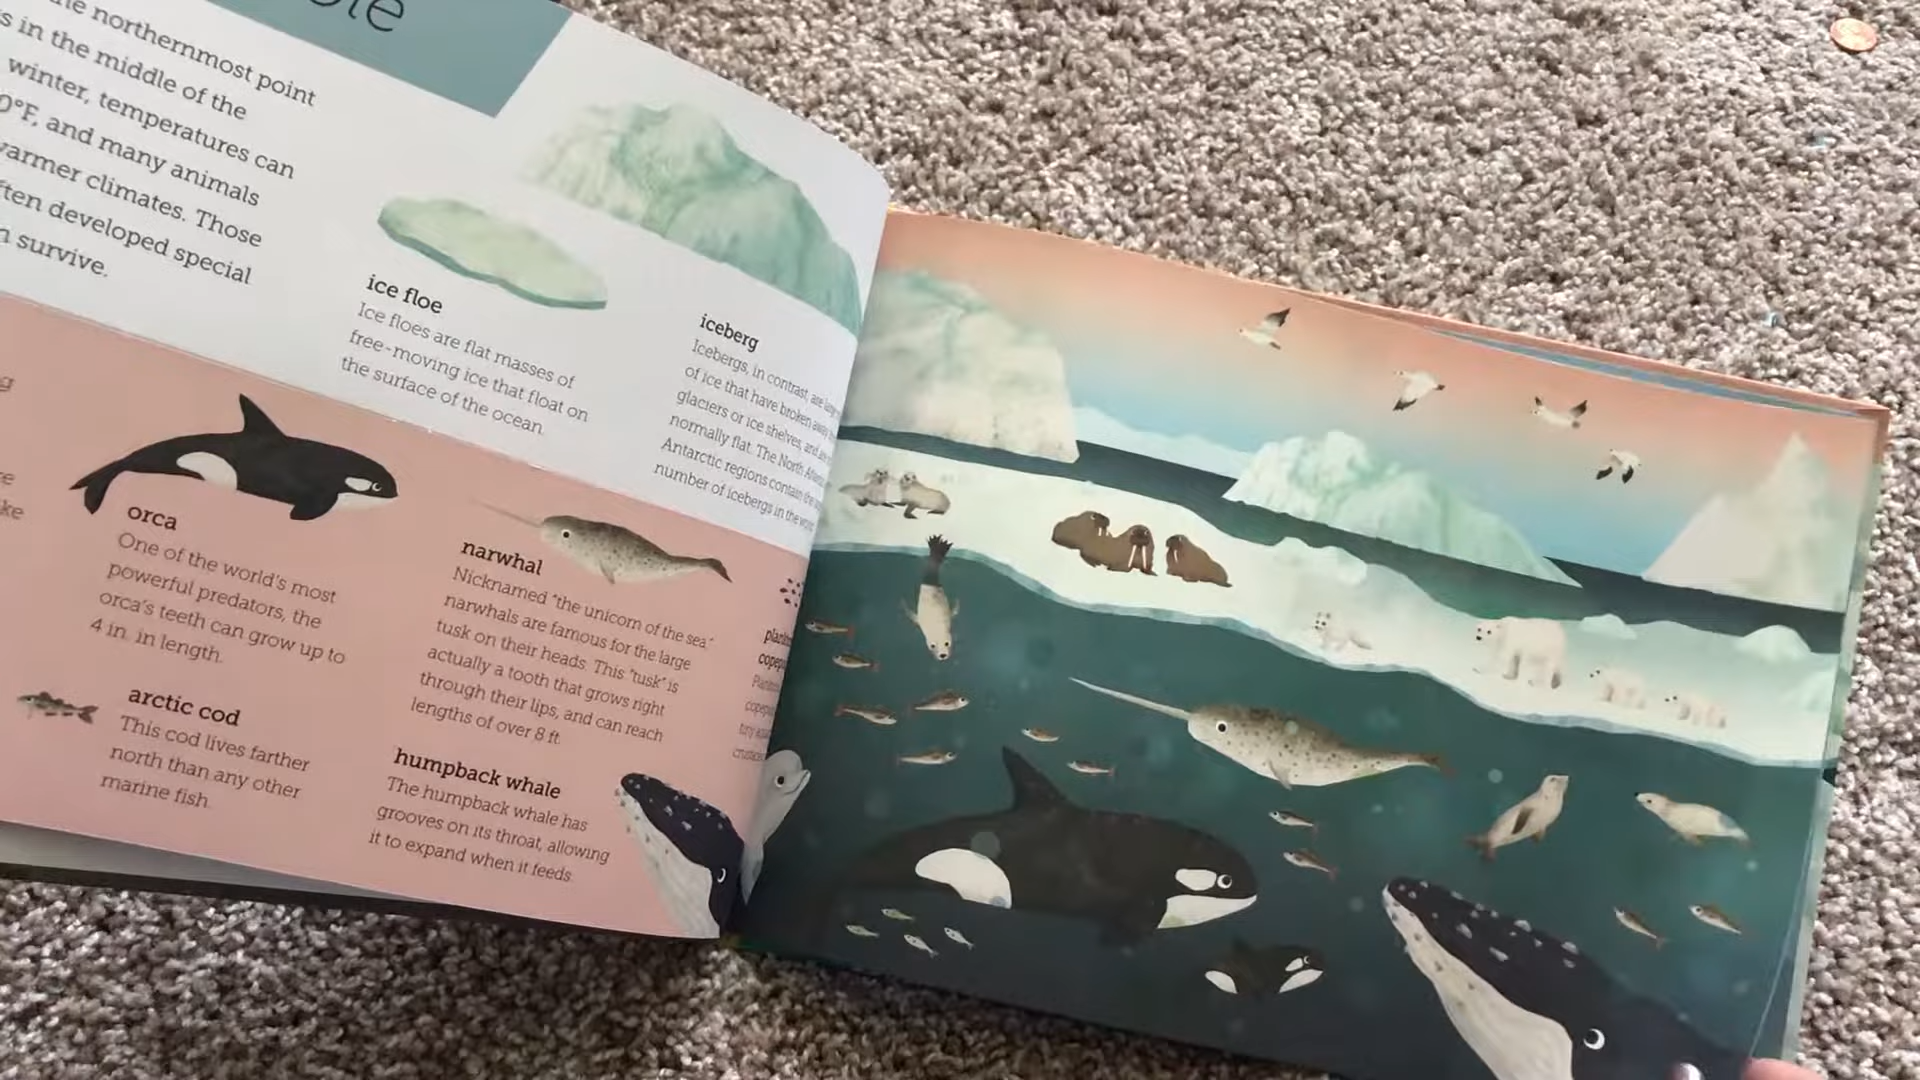 the northernmost point
in the middle of the
winter, temperatures can
0°F, and many animals
warmer climates. Those
often developed special
survive.
ice floe
Ice floes are flat masses of
free-moving ice that float on
the surface of the ocean.
iceberg
Icebergs, in contrast, are
of ice that have broken away
glaciers or ice shelves, and
normally flat. The North
Antarctic regions contain the
number of icebergs in the
orca
One of the world's most
powerful predators, the
orca's teeth can grow up to
4 in. in length.
narwhal
Nicknamed "the unicorn of the sea,"
narwhals are famous for the large
tusk on their heads. This "tusk" is
actually a tooth that grows right
through their lips, and can reach
lengths of over 8 ft.
arctic cod
This cod lives farther
north than any other
marine fish.
humpback whale
The humpback whale has
grooves on its throat, allowing
it to expand when it feeds.